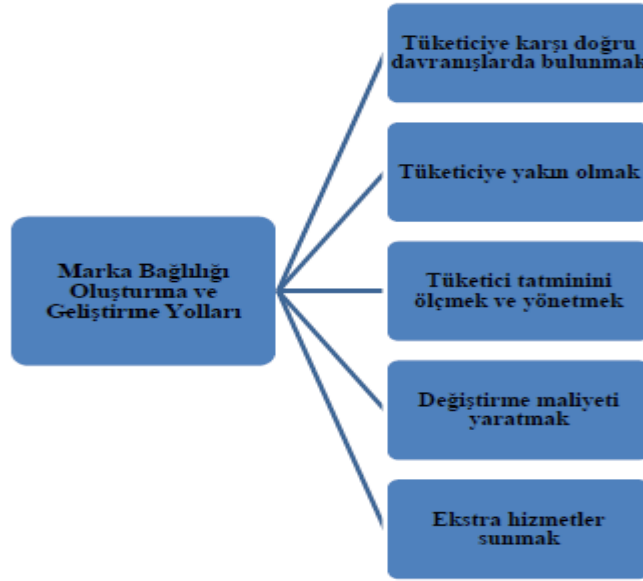 Tüketiciye karşı doğru
davranışlarda bulunmak
Tüketiciye yakın olmak
Marka Bağlılığı
Oluşturma ve
Geliştirme Yolları
Tüketici tatminini
ölçmek ve yönetmek
Değiştirme maliyeti
yaratmak
Ekstra hizmetler
sunmak